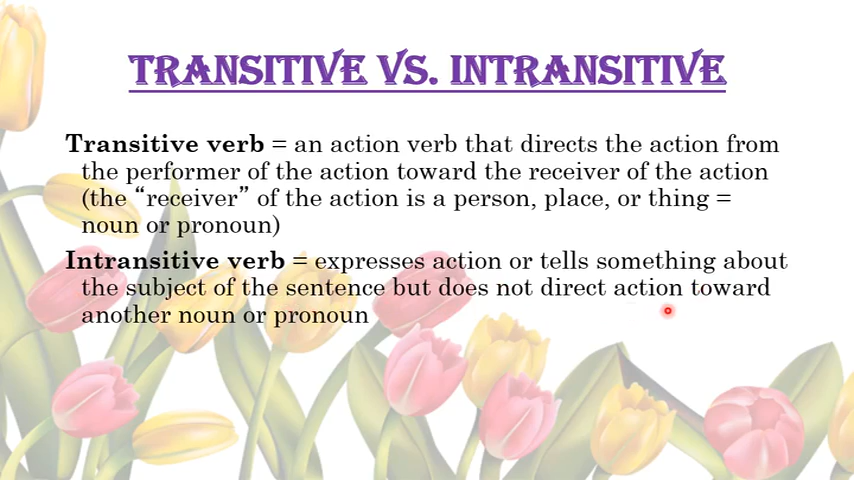 TRANSITIVE VS. INTRANSITIVE
Transitive verb = an action verb that directs the action from
the performer of the action toward the receiver of the action
(the “receiver” of the action is a person, place, or thing =
noun or pronoun)
Intransitive verb = expresses action or tells something about
the subject of the sentence but does not direct action toward
another noun or pronoun